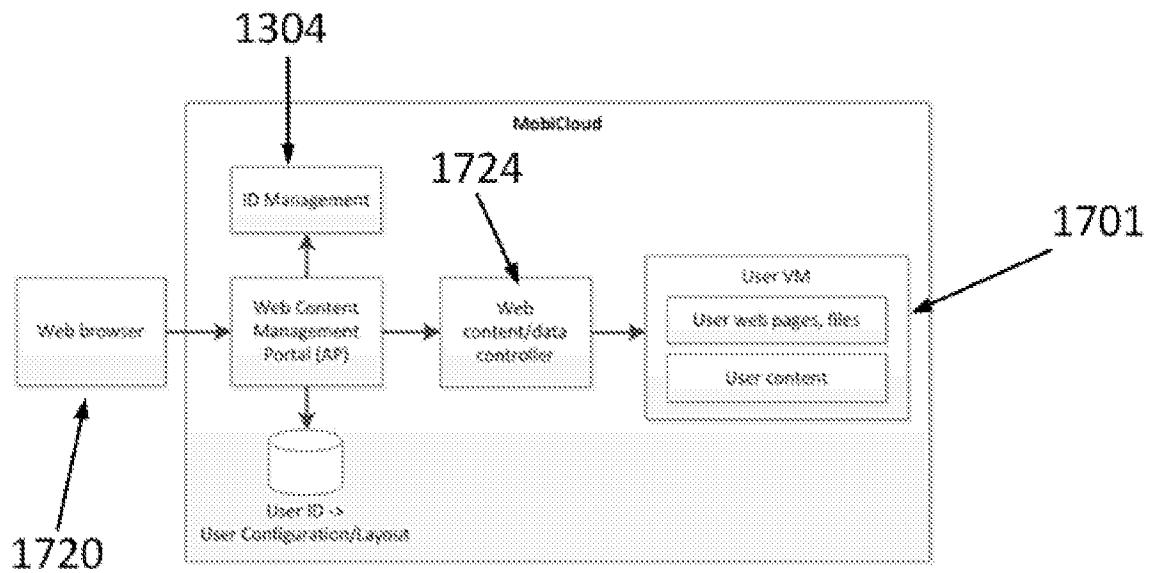 1304
MobiCloud
1724
ID Management
1701
User VM
Web browser
Web Content
Management
Portal (AP)
Web
content/data
controller
User web pages, files
User content
User ID ->
User Configuration/Layout
1720